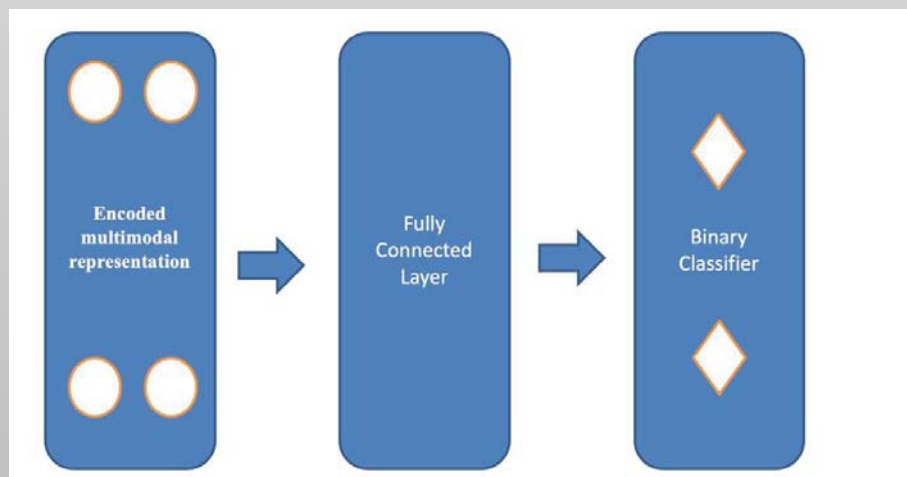 Encoded
multimodal
representation
Fully
Connected
Layer
Binary
Classifier